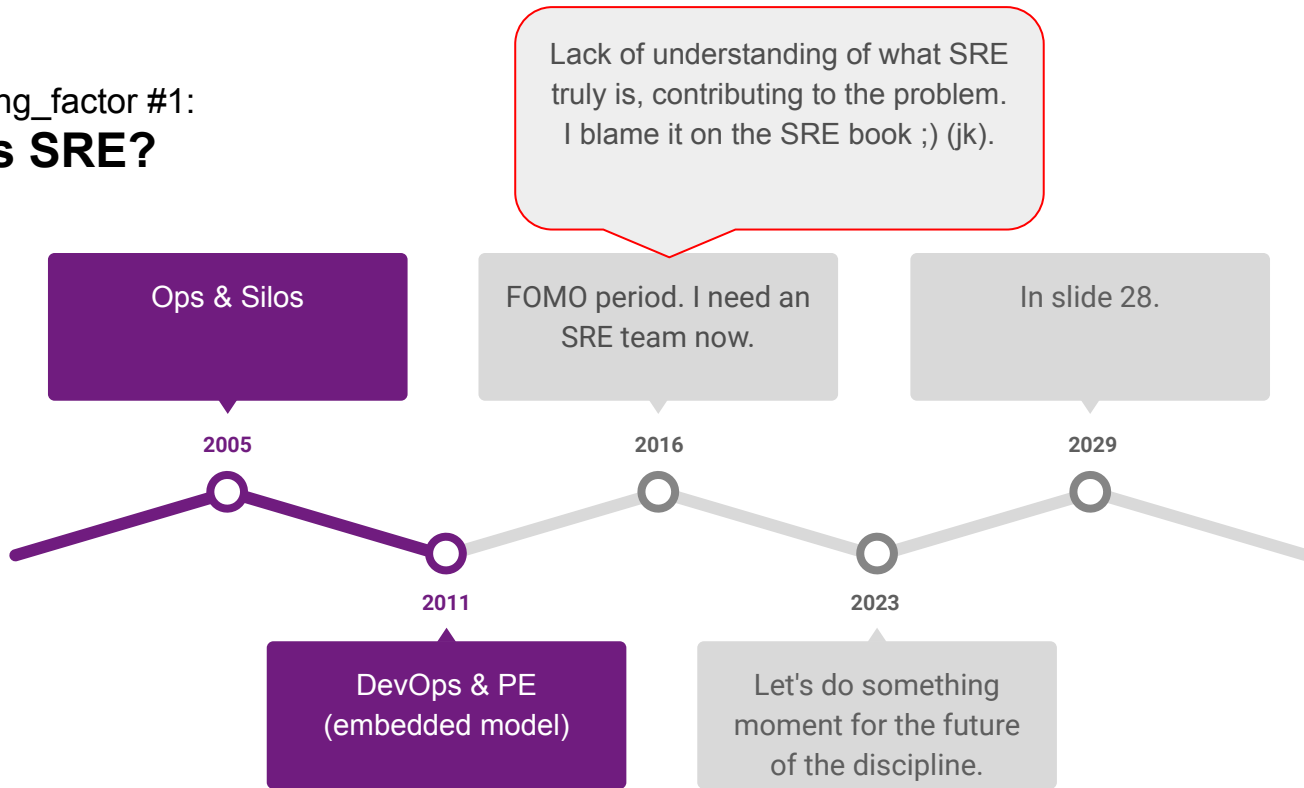 ng_factor #1:
s SRE?
Lack of understanding of what SRE
truly is, contributing to the problem.
I blame it on the SRE book ;) (jk).
Ops & Silos
FOMO period. I need an
SRE team now.
In slide 28.
2005
2016
2029
2011
2023
DevOps & PE
(embedded model)
Let's do something
moment for the future
of the discipline.